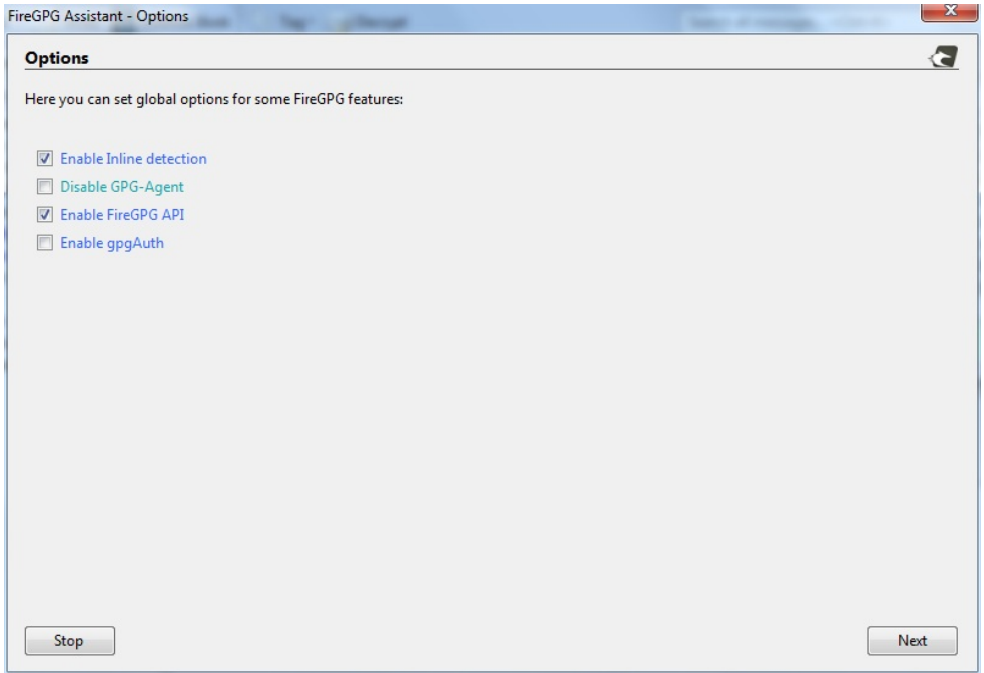 FireGPG Assistant - Options
Options
Here you can set global options for some FireGPG features:
Enable Inline detection
Disable GPG-Agent
Enable FireGPG API
Enable gpgAuth
Stop
Next